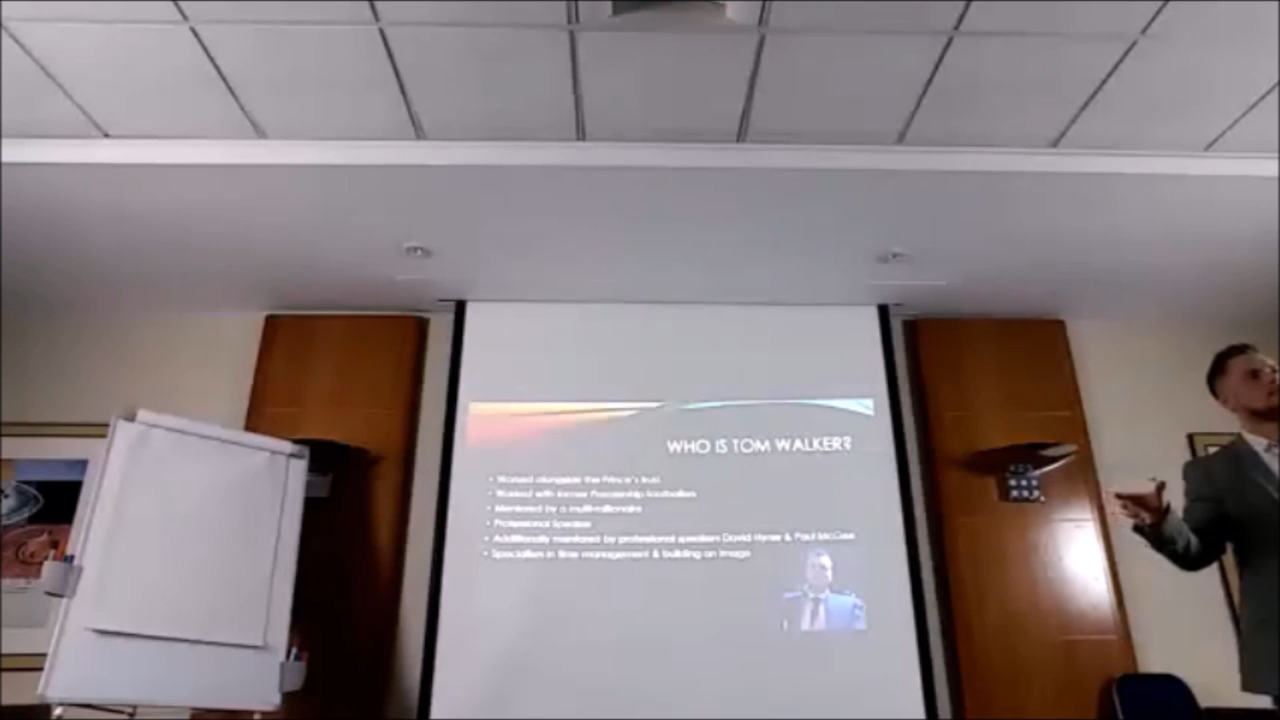 WHO IS TOM WALKER?
• Worked alongside the Prince's trust
• Worked with former Premiership footballers
• Mentored by a multi-millionaire
• Professional Speaker
• Additionally mentored by professional speakers David Hyner & Paul McGee
• Specialises in time management & building an image